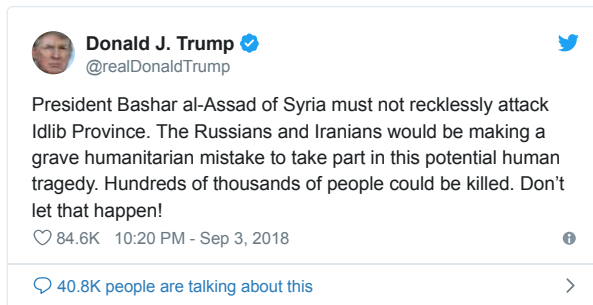 Donald J. Trump
@realDonaldTrump
President Bashar al-Assad of Syria must not recklessly attack
Idlib Province. The Russians and Iranians would be making a
grave humanitarian mistake to take part in this potential human
tragedy. Hundreds of thousands of people could be killed. Don’t
let that happen!
84.6K 10:20 PM - Sep 3, 2018
40.8K people are talking about this